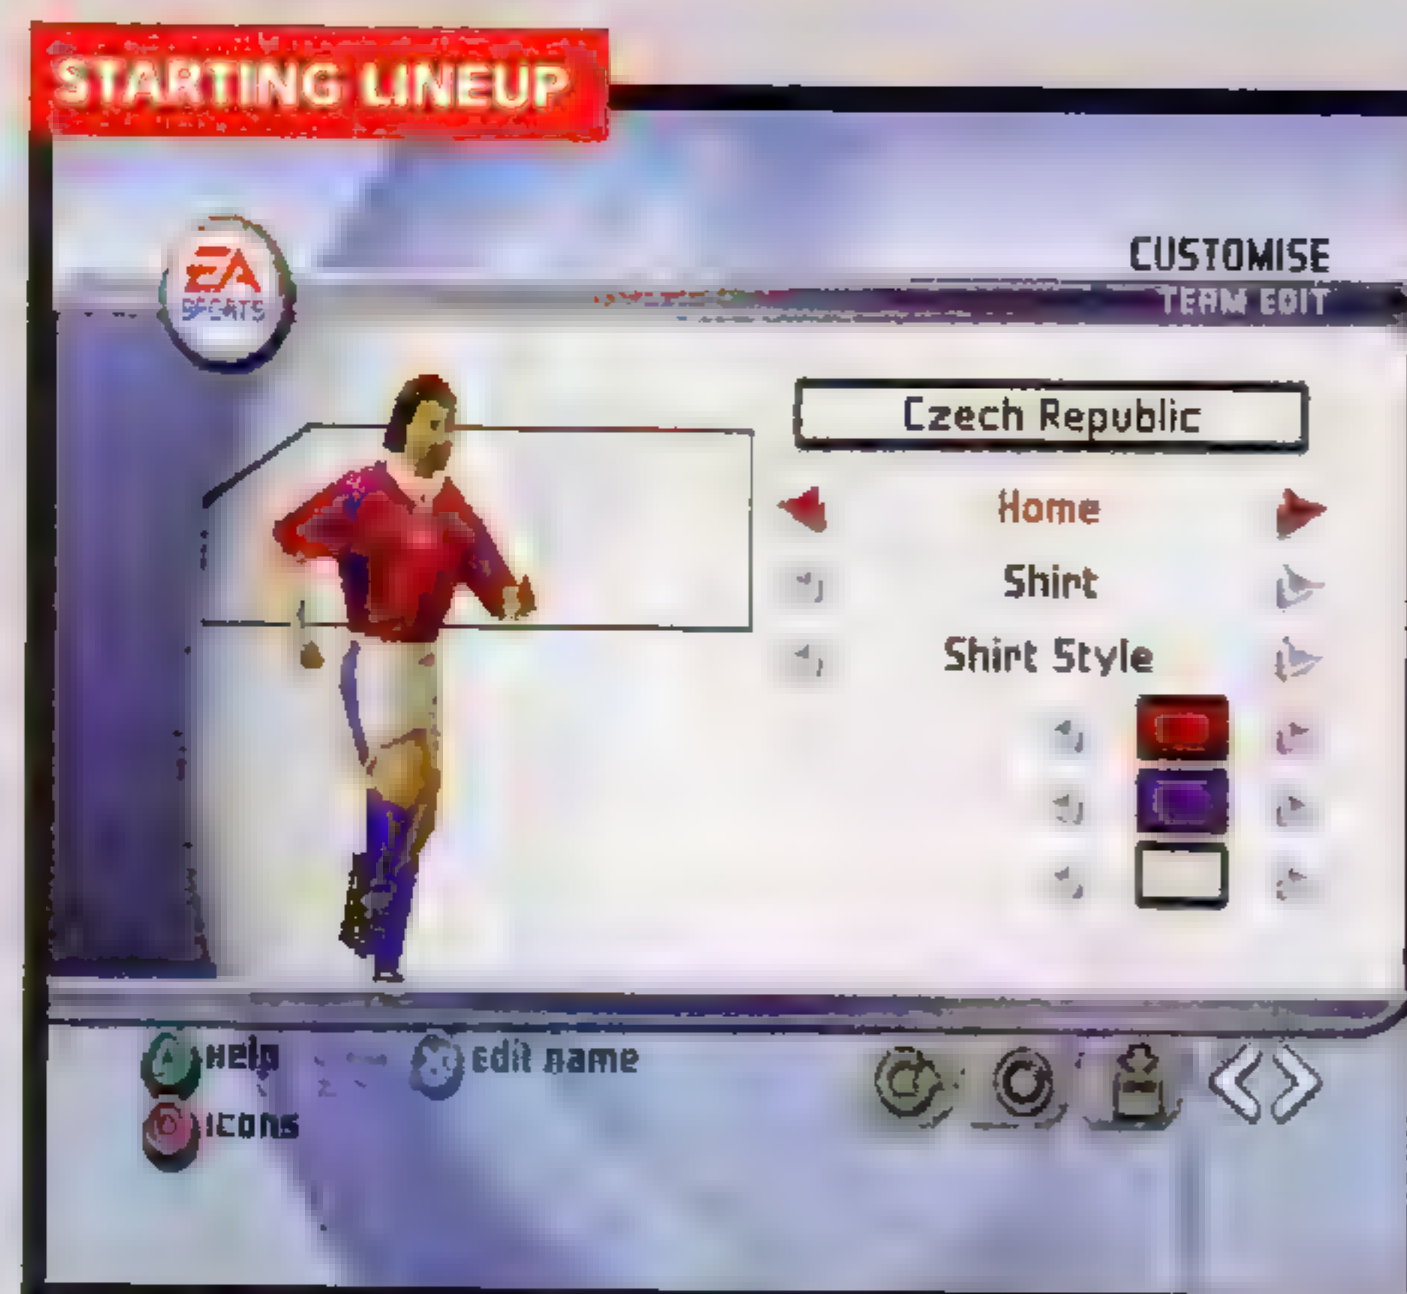 STARTING LINEUP
EA
SPORTS
CUSTOMISE
TEAM EDIT
Czech Republic
Home
Shirt
Shirt Style
Help
Edit name
Icons